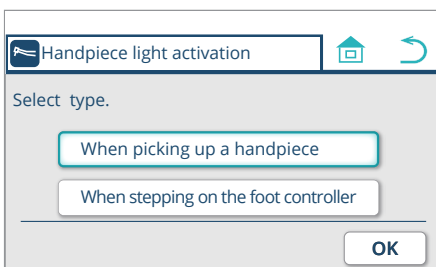 Handpiece light activation
Select type.
When picking up a handpiece
When stepping on the foot controller
OK